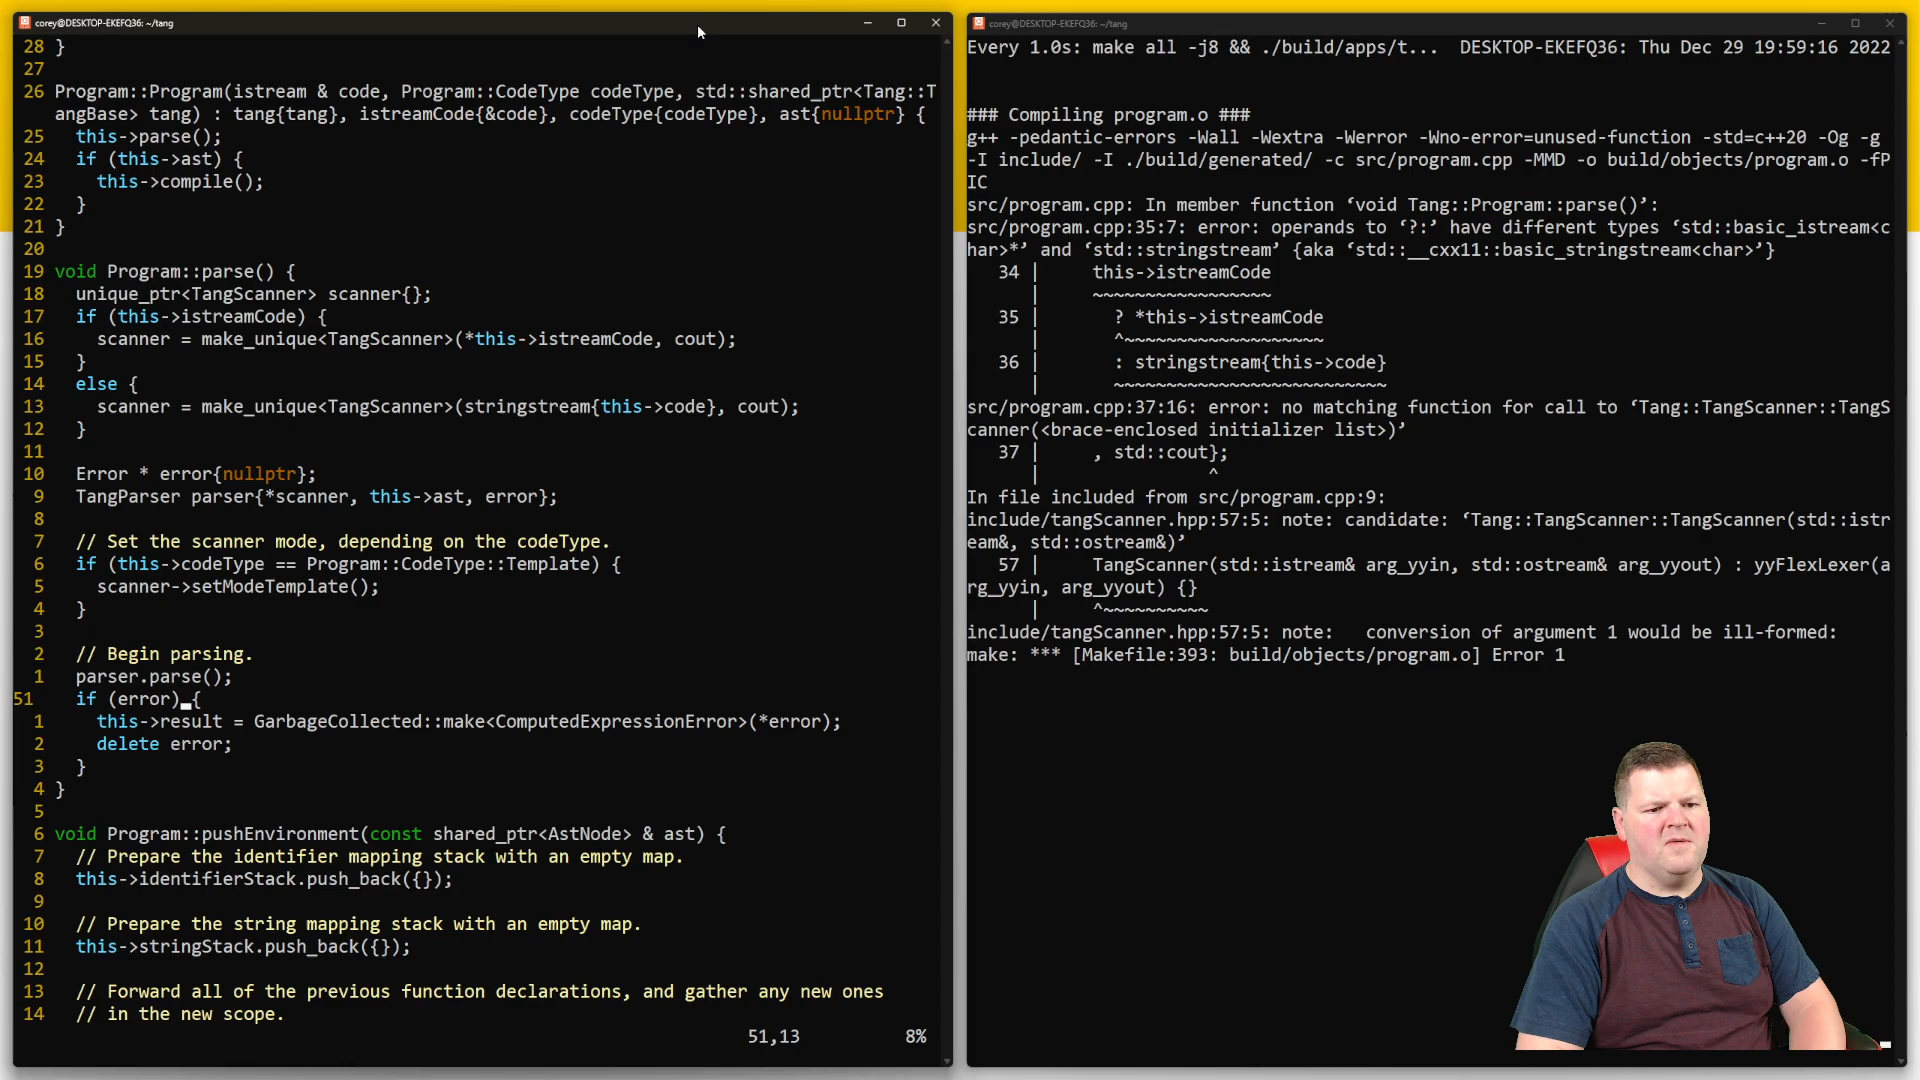 corey@DESKTOP-EKEFQ36: ~/tang
28 }
27
26 Program::Program(istream & code, Program::CodeType codeType, std::shared_ptr<Tang::T
angBase> tang) : tang{tang}, istreamCode{&code}, codeType{codeType}, ast{nullptr} {
25   this->parse();
24   if (this->ast) {
23     this->compile();
22   }
21 }
20
19 void Program::parse() {
18   unique_ptr<TangScanner> scanner{};
17   if (this->istreamCode) {
16     scanner = make_unique<TangScanner>(*this->istreamCode, cout);
15   }
14   else {
13     scanner = make_unique<TangScanner>(stringstream{this->code}, cout);
12   }
11
10   Error * error{nullptr};
9   TangParser parser{*scanner, this->ast, error};
8
7   // Set the scanner mode, depending on the codeType.
6   if (this->codeType == Program::CodeType::Template) {
5     scanner->setModeTemplate();
4   }
3
2   // Begin parsing.
1   parser.parse();
51   if (error) {
1     this->result = GarbageCollected::make<ComputedExpressionError>(*error);
2     delete error;
3   }
4 }
5
6 void Program::pushEnvironment(const shared_ptr<AstNode> & ast) {
7   // Prepare the identifier mapping stack with an empty map.
8   this->identifierStack.push_back({});
9
10   // Prepare the string mapping stack with an empty map.
11   this->stringStack.push_back({});
12
13   // Forward all of the previous function declarations, and gather any new ones
14   // in the new scope.
51,13 8%
corey@DESKTOP-EKEFQ36: ~/tang
Every 1.0s: make all -j8 && ./build/apps/t... DESKTOP-EKEFQ36: Thu Dec 29 19:59:16 2022
### Compiling program.o ###
g++ -pedantic-errors -Wall -Wextra -Werror -Wno-error=unused-function -std=c++20 -Og -g
-I include/ -I ./build/generated/ -c src/program.cpp -MMD -o build/objects/program.o -fP
IC
src/program.cpp: In member function ‘void Tang::Program::parse()’:
src/program.cpp:35:7: error: operands to ‘?:’ have different types ‘std::basic_istream<c
har>*’ and ‘std::stringstream’ {aka ‘std::__cxx11::basic_stringstream<char>’}
34 |     this->istreamCode
|     ~~~~~~~~~~~~~~~~~
35 |       ? *this->istreamCode
|       ^~~~~~~~~~~~~~~~~~~~
36 |       : stringstream{this->code}
|       ~~~~~~~~~~~~~~~~~~~~~~~~~~
src/program.cpp:37:16: error: no matching function for call to ‘Tang::TangScanner::TangS
canner(<brace-enclosed initializer list>)’
37 |     , std::cout};
|                ^
In file included from src/program.cpp:9:
include/tangScanner.hpp:57:5: note: candidate: ‘Tang::TangScanner::TangScanner(std::istr
eam&, std::ostream&)’
57 |     TangScanner(std::istream& arg_yyin, std::ostream& arg_yyout) : yyFlexLexer(a
rg_yyin, arg_yyout) {}
|     ^~~~~~~~~~~
include/tangScanner.hpp:57:5: note:   conversion of argument 1 would be ill-formed:
make: *** [Makefile:393: build/objects/program.o] Error 1